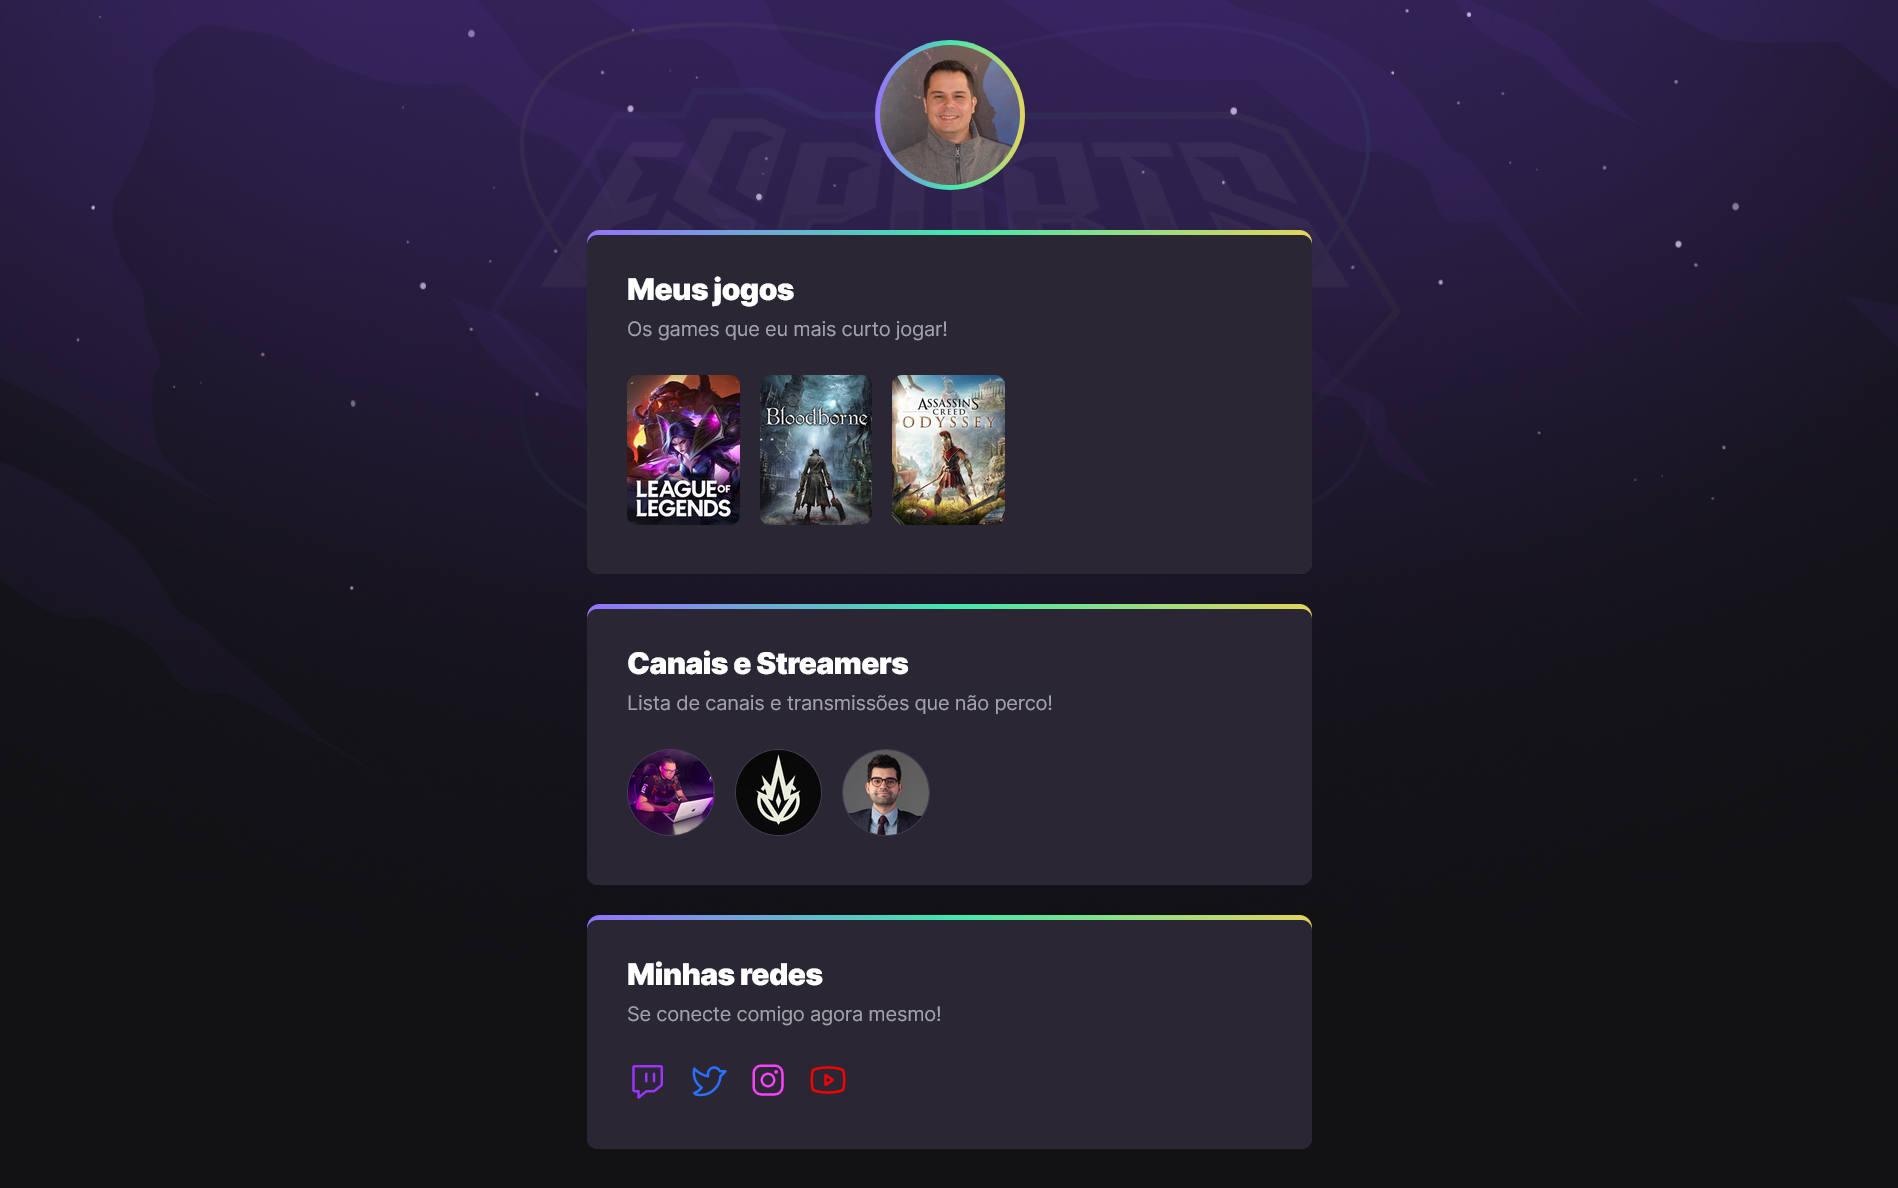 ESPORTS
Meus jogos
Os games que eu mais curto jogar!
LEAGUE OF
LEGENDS
Bloodborne
ASSASSIN'S
CREED
ODYSSEY
Canais e Streamers
Lista de canais e transmissões que não perco!
Minhas redes
Se conecte comigo agora mesmo!